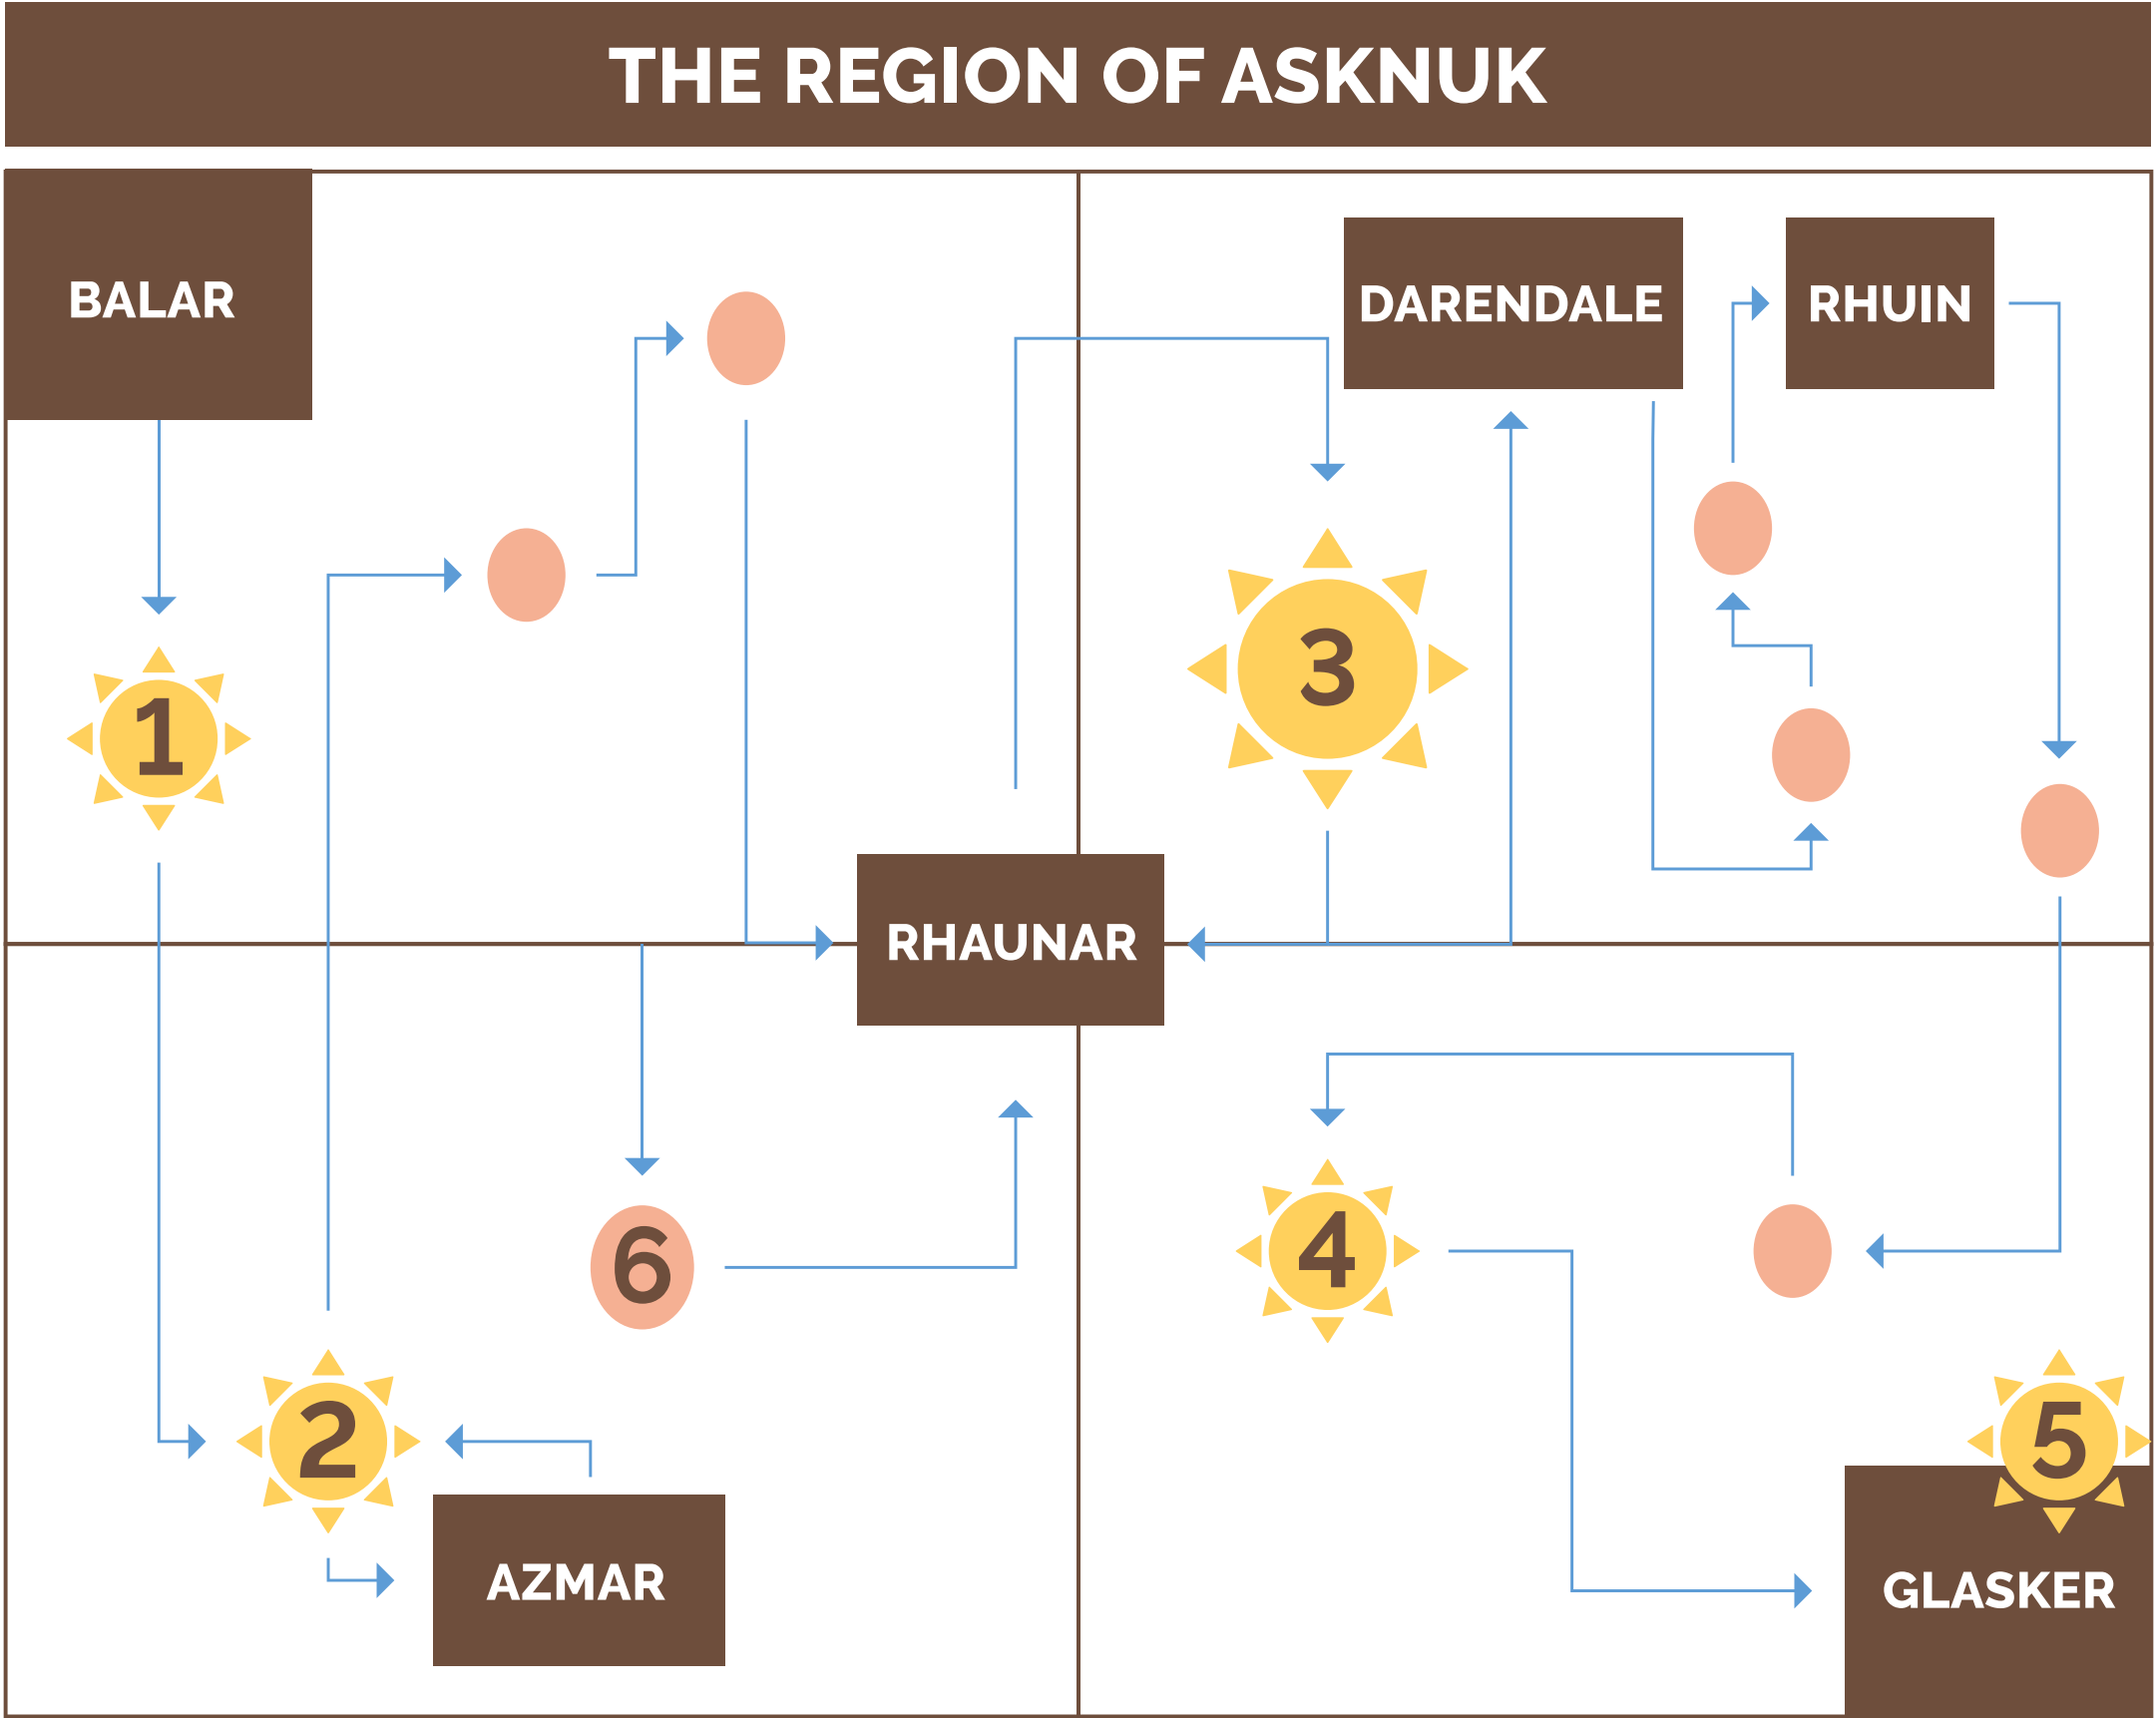 THE REGION OF ASKNUK
BALAR
DARENDALE
RHUIN
1
3
RHAUNAR
6
4
2
5
AZMAR
GLASKER